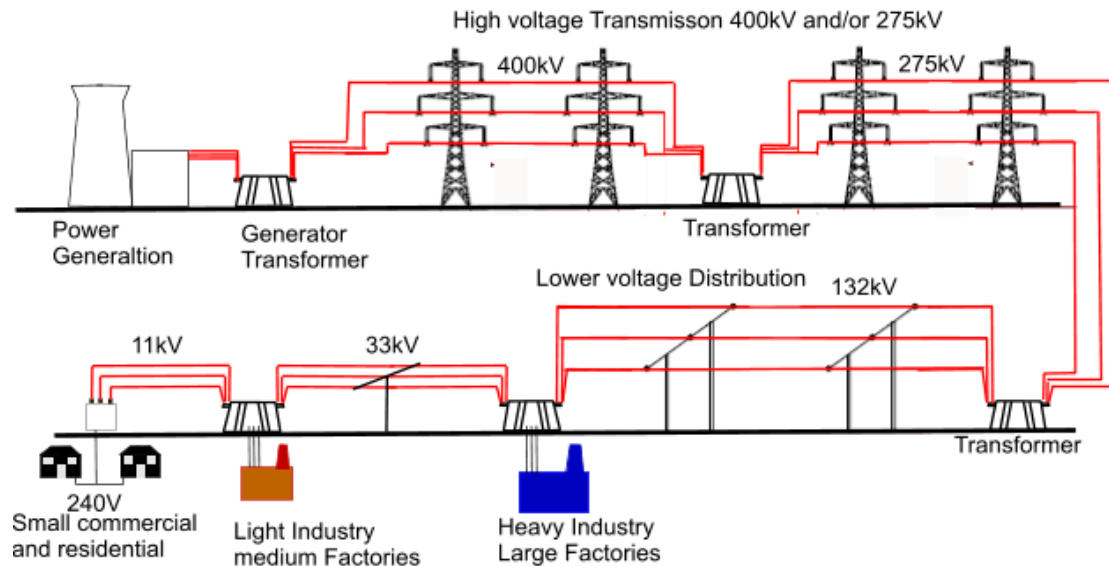 High voltage Transmisson 400kV and/or 275kV
400kV
275kV
Power
Generaltion
Generator
Transformer
Transformer
Lower voltage Distribution
132kV
11kV
33kV
Transformer
240V
Small commercial
and residential
Light Industry
medium Factories
Heavy Industry
Large Factories